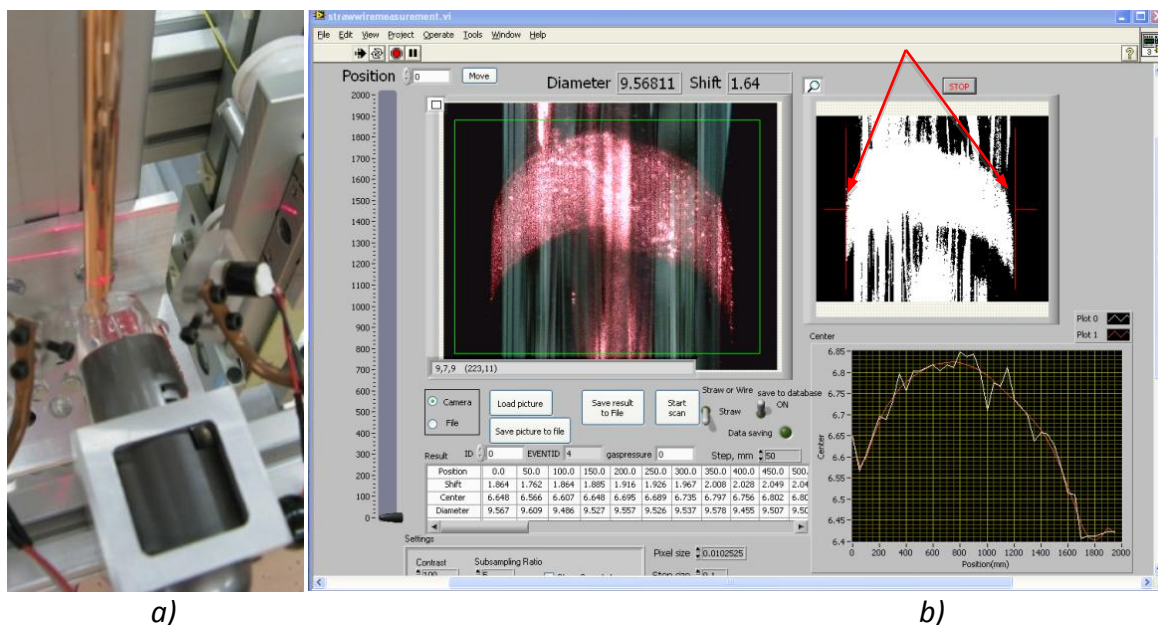 strawwiremeasurement.vi
File Edit View Project Operate Tools Window Help
3
Position 0 Move Diameter 9.56811 Shift 1.64
STOP
2000
1900
1800
1700
1600
1500
1400
1300
1200
1100
1000
900
800
700
600
500
400
300
200
100
0
9,7,9 (223,11)
Camera
File
Load picture
Save picture to file
Save result to File
Start scan
Straw or Wire
Straw
save to database
ON
Data saving
Result ID 0 EVENTID 4 gaspressure 0 Step, mm 50
Position 0.0 50.0 100.0 150.0 200.0 250.0 300.0 350.0 400.0 450.0 500.
Shift 1.864 1.762 1.864 1.885 1.916 1.926 1.967 2.008 2.028 2.049 2.04
Center 6.648 6.566 6.607 6.648 6.695 6.689 6.735 6.797 6.756 6.802 6.80
Diameter 9.567 9.609 9.486 9.527 9.557 9.526 9.537 9.578 9.455 9.507 9.50
Settings
Contrast
Subsampling Ratio
Pixel size 0.0102525
Plot 0
Plot 1
Center
6.85
6.8
6.75
6.7
6.65
6.6
6.55
6.5
6.45
6.4
Center
0 200 400 600 800 1000 1200 1400 1600 1800 2000
Position(mm)
a) b)